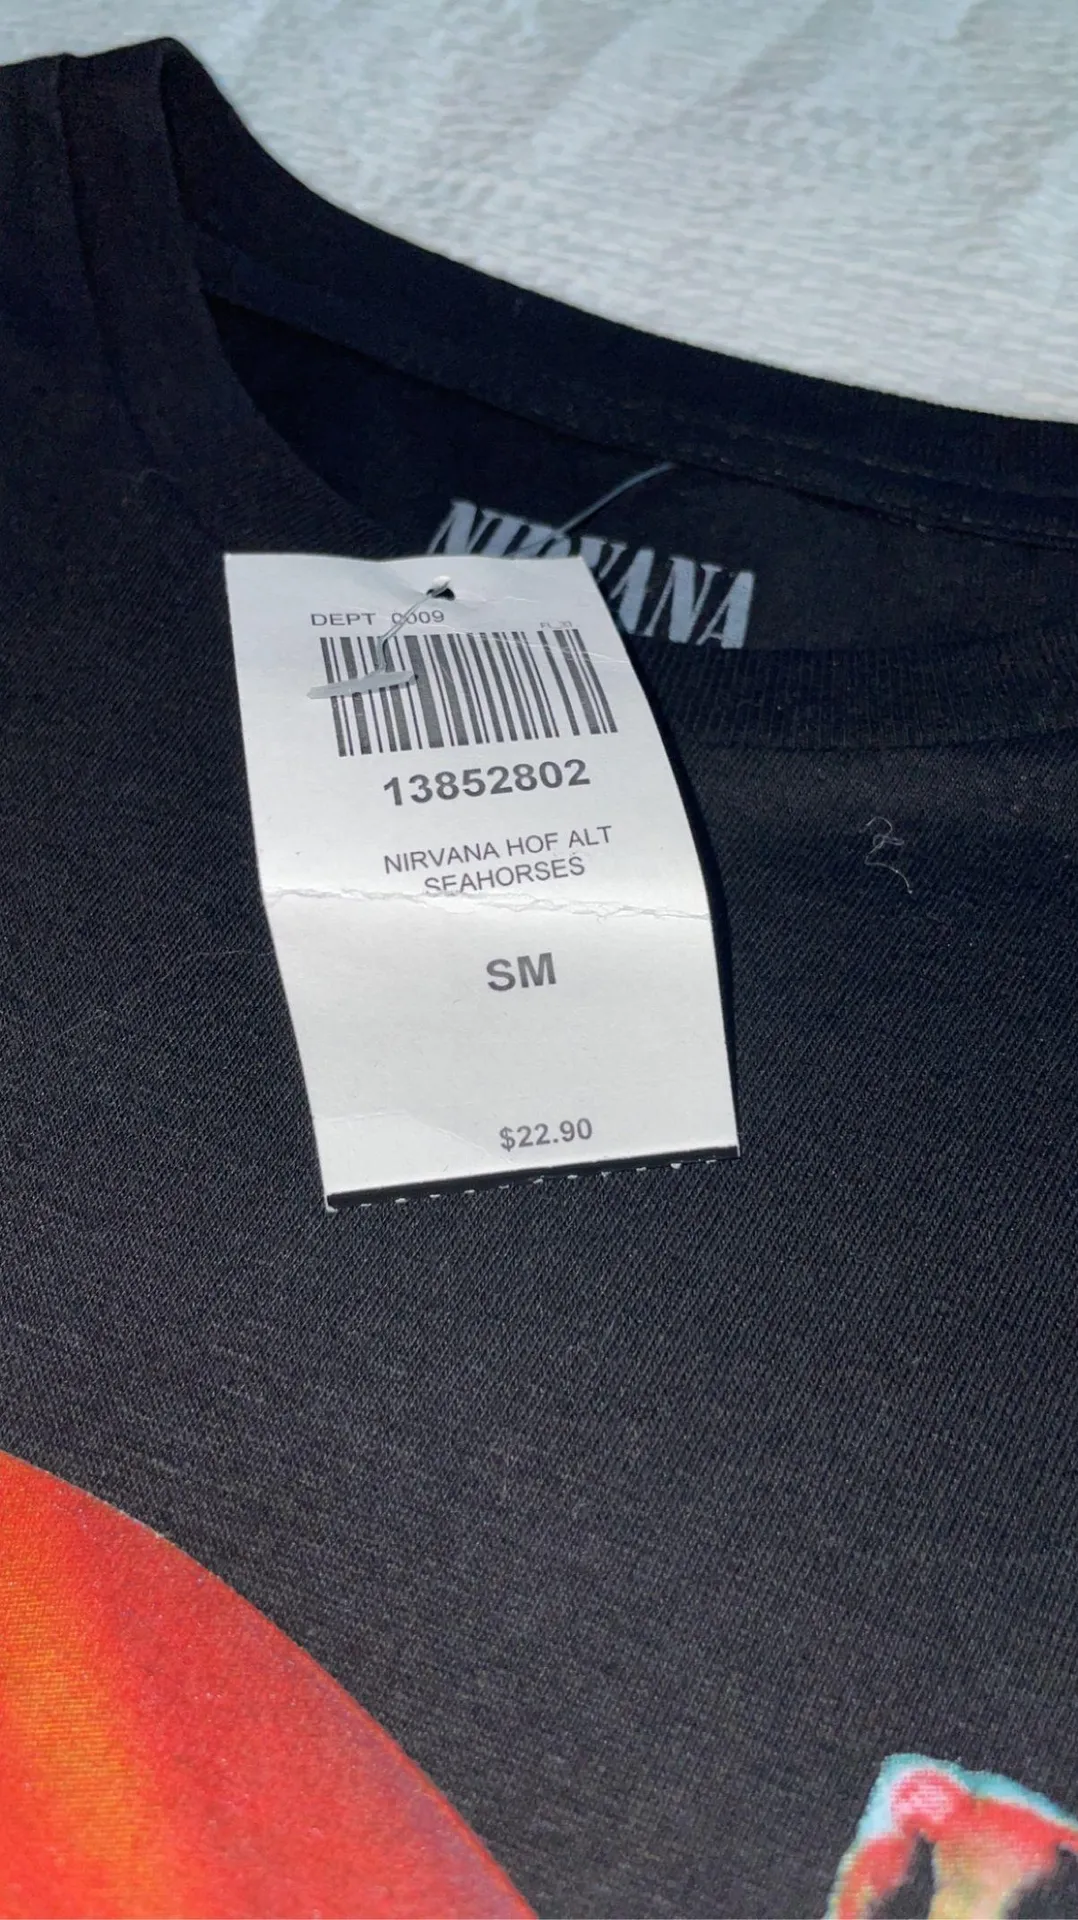 NIRVANA
DEPT 0009
13852802
NIRVANA HOF ALT
SEAHORSES
SM
$22.90